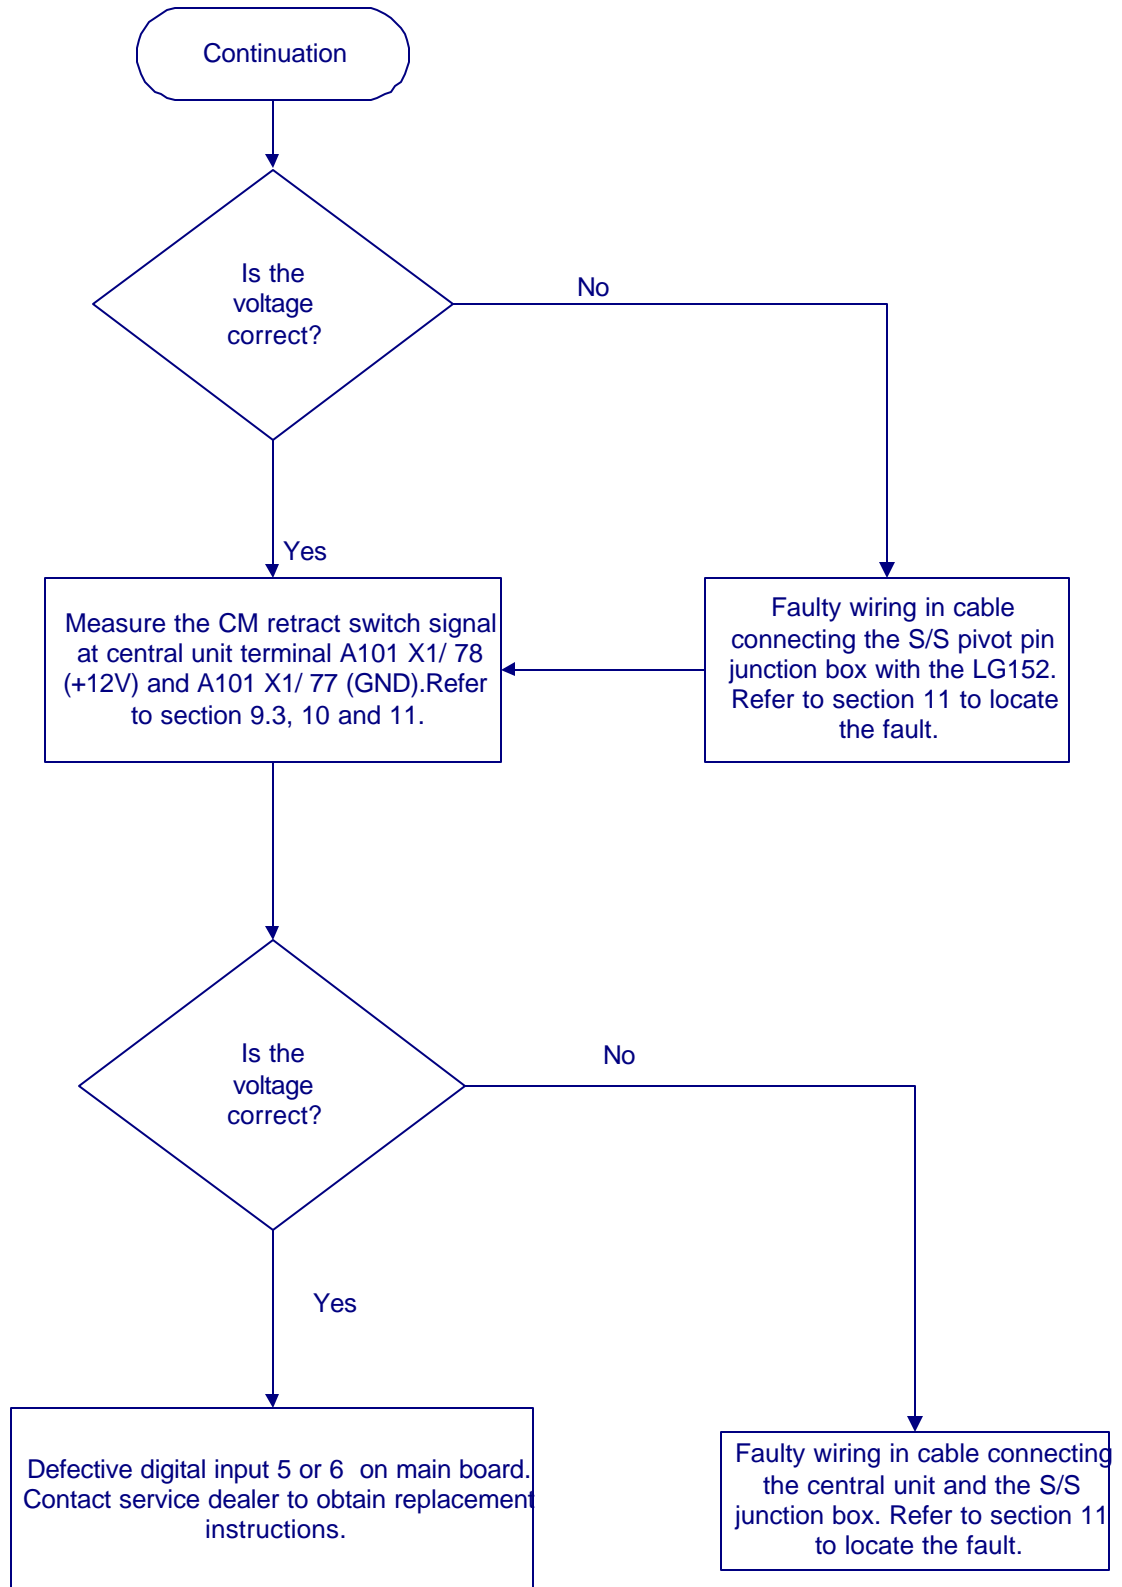 Continuation
Is the
voltage
correct?
No
Yes
Measure the CM retract switch signal
at central unit terminal A101 X1/ 78
(+12V) and A101 X1/ 77 (GND).Refer
to section 9.3, 10 and 11.
Faulty wiring in cable
connecting the S/S pivot pin
junction box with the LG152.
Refer to section 11 to locate
the fault.
Is the
voltage
correct?
No
Yes
Defective digital input 5 or 6 on main board.
Contact service dealer to obtain replacement
instructions.
Faulty wiring in cable connecting
the central unit and the S/S
junction box. Refer to section 11
to locate the fault.